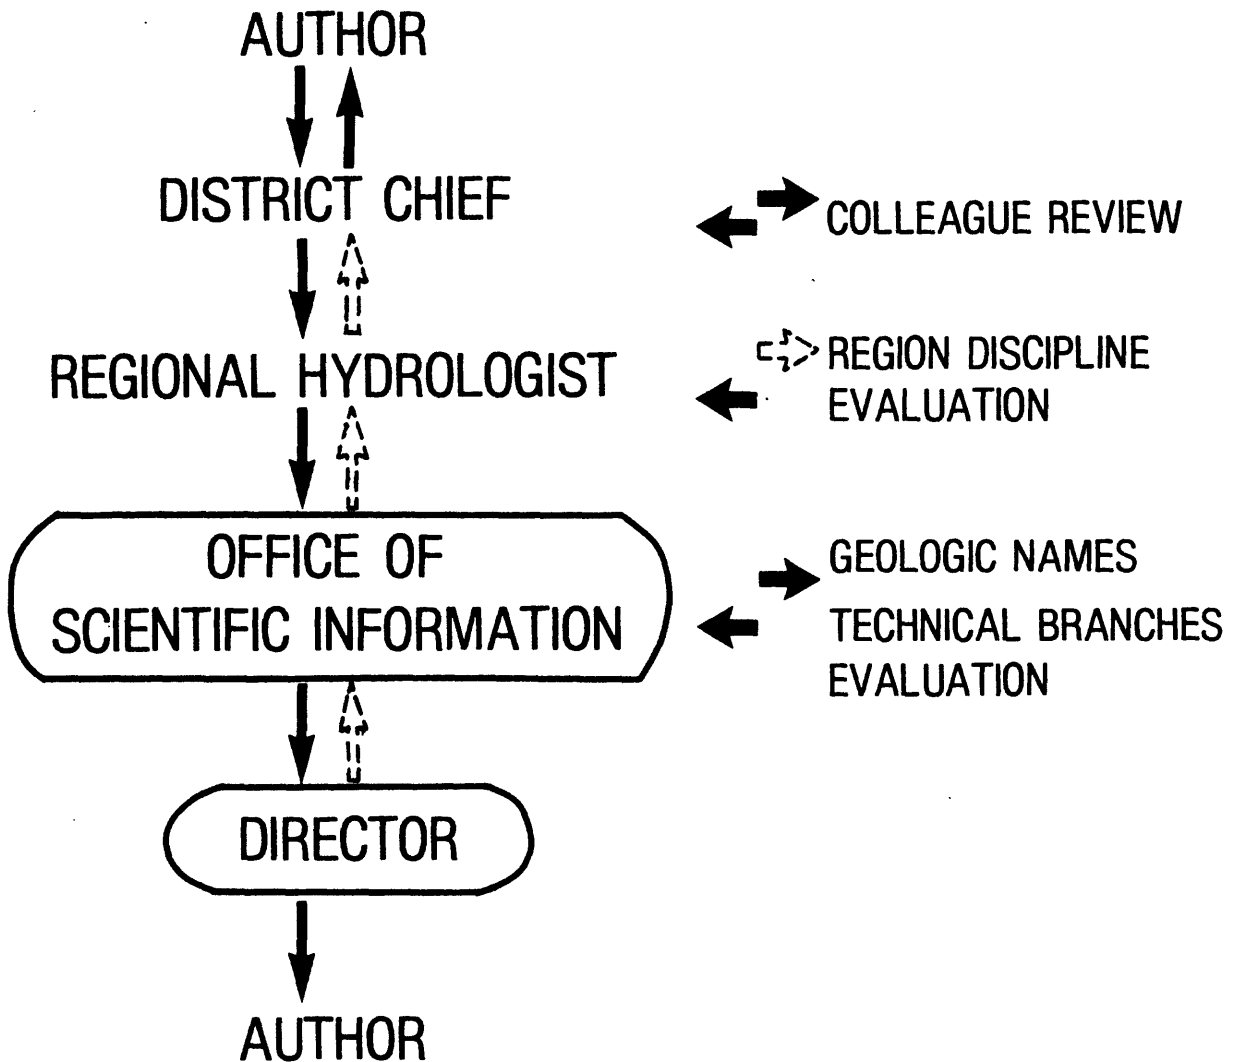 AUTHOR
DISTRICT CHIEF
COLLEAGUE REVIEW
REGIONAL HYDROLOGIST
REGION DISCIPLINE
EVALUATION
OFFICE OF
SCIENTIFIC INFORMATION
GEOLOGIC NAMES
TECHNICAL BRANCHES
EVALUATION
DIRECTOR
AUTHOR